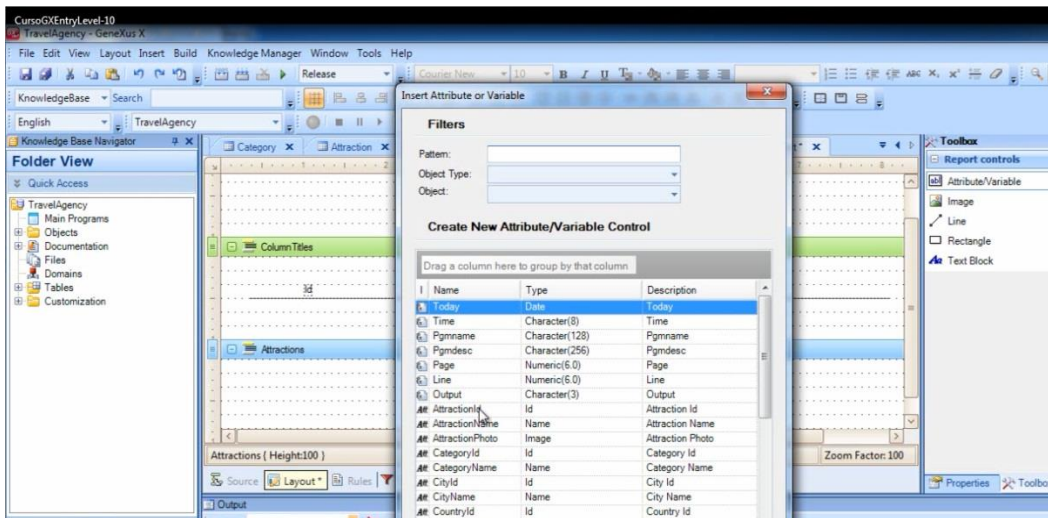 CursoGXEntryLevel-10
TravelAgency - GeneXus X
File Edit View Layout Insert Build Knowledge Manager Window Tools Help
Release
Courier New 10 B I U
ABC
KnowledgeBase Search
English TravelAgency
Knowledge Base Navigator
Folder View
Quick Access
TravelAgency
Main Programs
Objects
Documentation
Files
Domains
Tables
Customization
Category X Attraction X
ColumnTitles
Id
Attractions
Attractions ( Height:100 )
Zoom Factor: 100
Source Layout * Rules
Output
Insert Attribute or Variable
Filters
Pattern:
Object Type:
Object:
Create New Attribute/Variable Control
Drag a column here to group by that column
Name Type Description
Today Date Today
Time Character(8) Time
Pgmname Character(128) Pgmname
Pgmdesc Character(256) Pgmdesc
Page Numeric(6.0) Page
Line Numeric(6.0) Line
Output Character(3) Output
AttractionId Id Attraction Id
AttractionName Name Attraction Name
AttractionPhoto Image Attraction Photo
CategoryId Id Category Id
CategoryName Name Category Name
CityId Id City Id
CityName Name City Name
CountryId Id Country Id
Toolbox
Report controls
Attribute/Variable
Image
Line
Rectangle
Text Block
Properties Toolbo